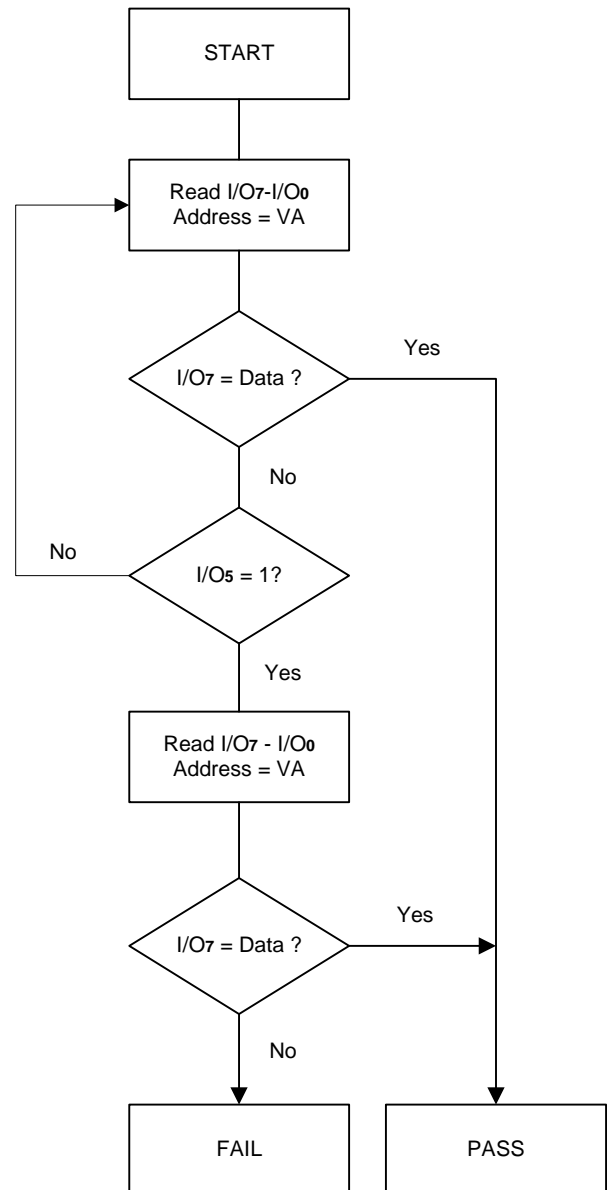 START
Read I/O7-I/O0
Address = VA
I/O7 = Data ?
Yes
No
No
I/O5 = 1?
Yes
Read I/O7 - I/O0
Address = VA
I/O7 = Data ?
Yes
No
FAIL
PASS